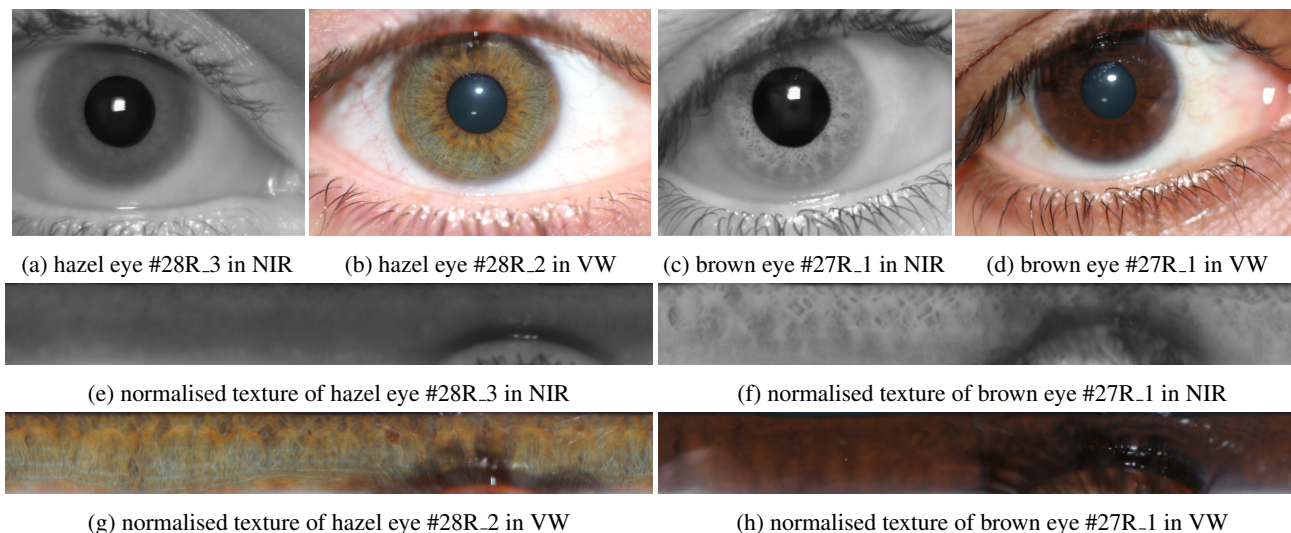 (a) hazel eye #28R_3 in NIR
(b) hazel eye #28R_2 in VW
(c) brown eye #27R_1 in NIR
(d) brown eye #27R_1 in VW
(e) normalised texture of hazel eye #28R_3 in NIR
(f) normalised texture of brown eye #27R_1 in NIR
(g) normalised texture of hazel eye #28R_2 in VW
(h) normalised texture of brown eye #27R_1 in VW